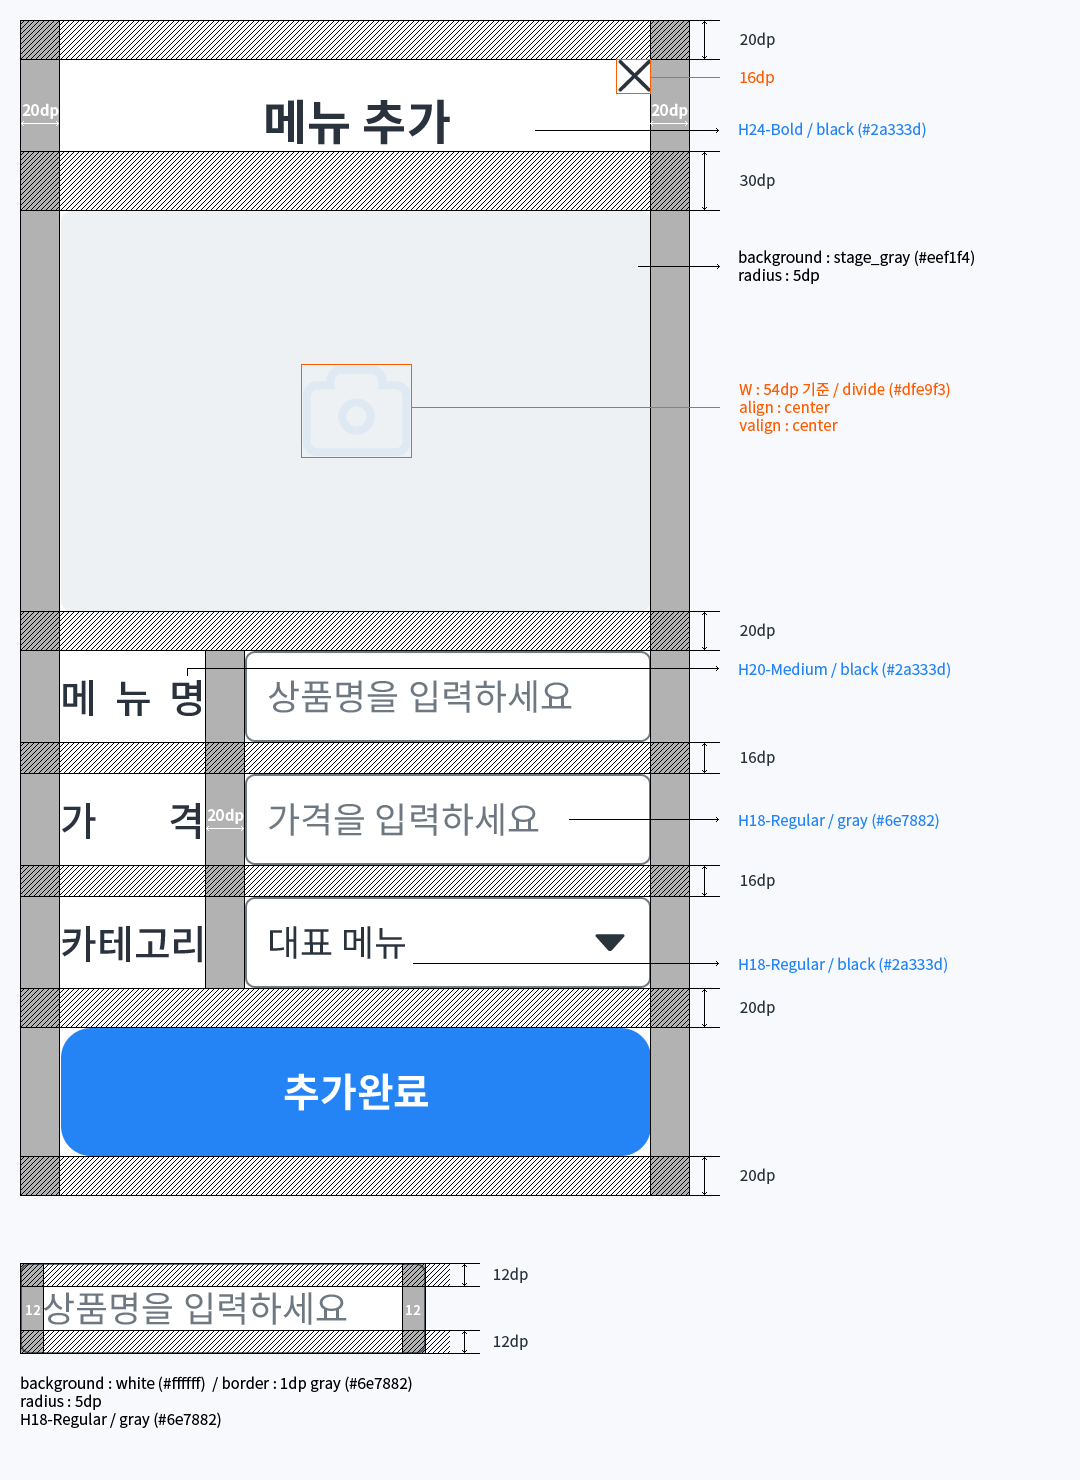 20dp
16dp
20dp
20dp
메뉴 추가
H24-Bold / black (#2a333d)
30dp
background : stage_gray (#eef1f4)
radius : 5dp
W : 54dp 기준 / divide (#dfe9f3)
align : center
valign : center
20dp
H20-Medium / black (#2a333d)
메 뉴 명
상품명을 입력하세요
16dp
가 격
20dp
가격을 입력하세요
H18-Regular / gray (#6e7882)
16dp
카테고리
대표 메뉴
H18-Regular / black (#2a333d)
20dp
추가완료
20dp
12dp
12
상품명을 입력하세요
12
12dp
background : white (#ffffff) / border : 1dp gray (#6e7882)
radius : 5dp
H18-Regular / gray (#6e7882)